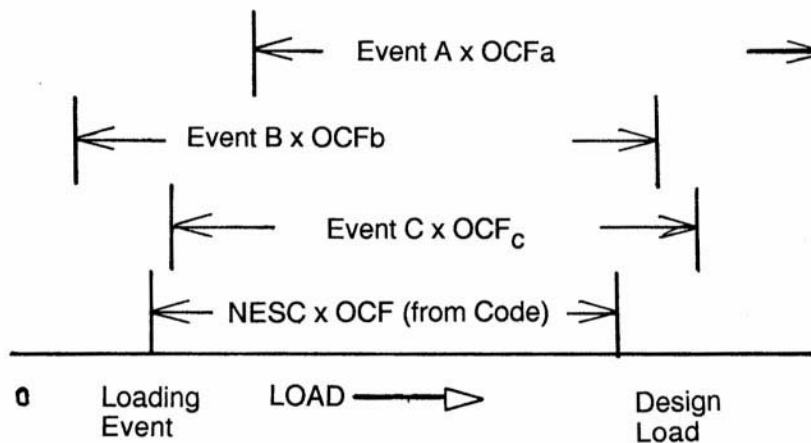 Event A x OCFa
Event B x OCFb
Event C x OCFc
NESC x OCF (from Code)
0
Loading
Event
LOAD
Design
Load